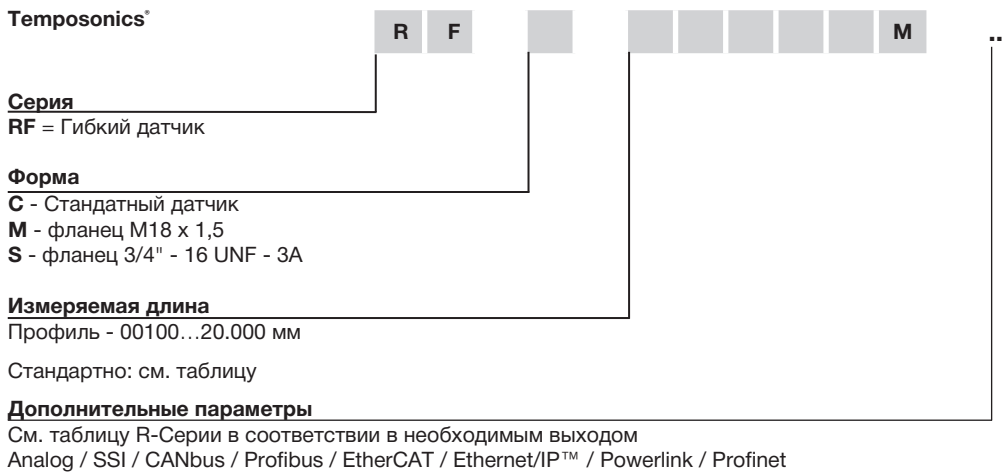 Temposonics®
R F M ..
Серия
RF = Гибкий датчик
Форма
C - Стандатный датчик
M - фланец M18 x 1,5
S - фланец 3/4" - 16 UNF - 3A
Измеряемая длина
Профиль - 00100...20.000 мм
Стандартно: см. таблицу
Дополнительные параметры
См. таблицу R-Серии в соответствии в необходимым выходом
Analog / SSI / CANbus / Profibus / EtherCAT / Ethernet/IP™ / Powerlink / Profinet